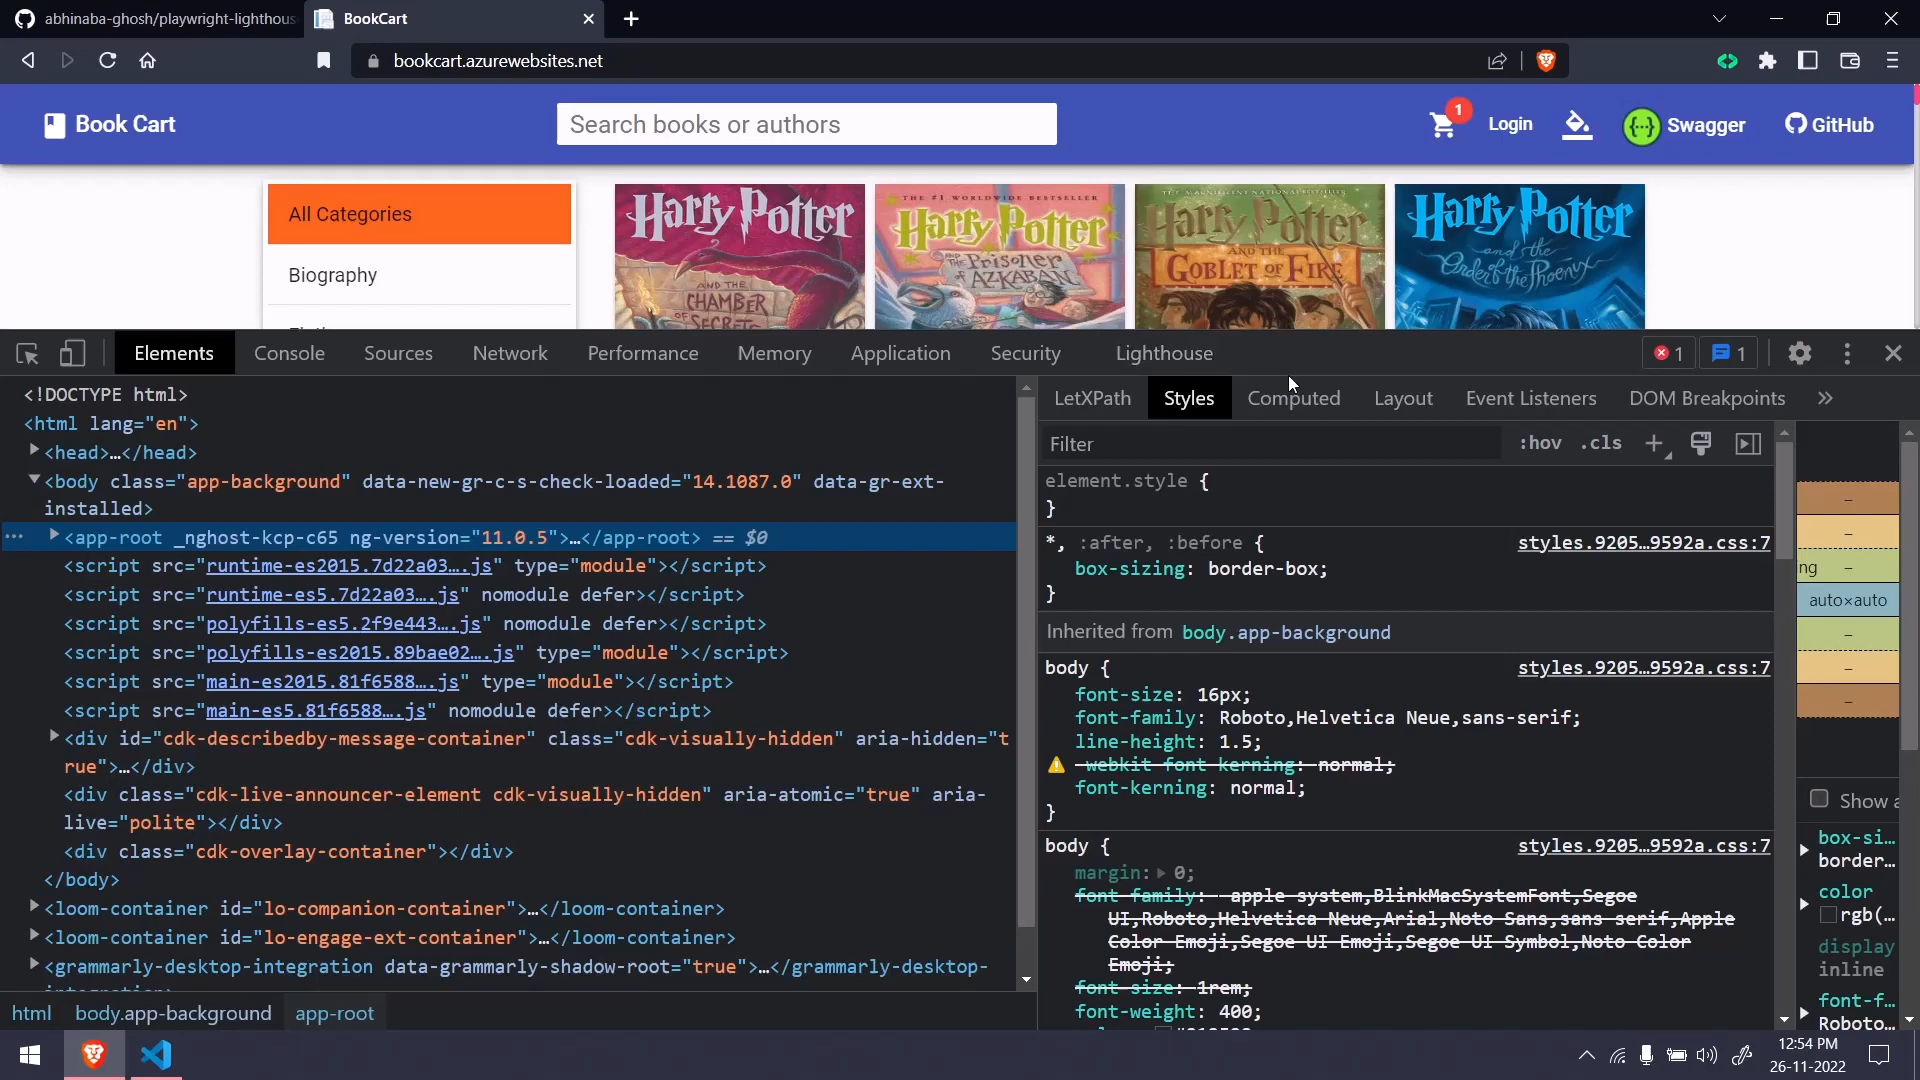 abhinaba-ghosh/playwright-lighthous
BookCart
bookcart.azurewebsites.net
Book Cart
Search books or authors
1
Login
Swagger
GitHub
All Categories
Biography
Harry Potter
AND THE
CHAMBER
OF SECRETS
THE #1 WORLDWIDE BESTSELLER
Harry Potter
AND THE
Prisoner of
AZKABAN
Harry Potter
AND THE
GOBLET OF FIRE
Harry Potter
and the
Order of the Phoenix
Elements
Console
Sources
Network
Performance
Memory
Application
Security
Lighthouse
1
1
<!DOCTYPE html>
<html lang="en">
<head>…</head>
<body class="app-background" data-new-gr-c-s-check-loaded="14.1087.0" data-gr-ext-
installed>
<app-root _nghost-kcp-c65 ng-version="11.0.5">…</app-root> == $0
<script src="runtime-es2015.7d22a03….js" type="module"></script>
<script src="runtime-es5.7d22a03….js" nomodule defer></script>
<script src="polyfills-es5.2f9e443….js" nomodule defer></script>
<script src="polyfills-es2015.89bae02….js" type="module"></script>
<script src="main-es2015.81f6588….js" type="module"></script>
<script src="main-es5.81f6588….js" nomodule defer></script>
<div id="cdk-describedby-message-container" class="cdk-visually-hidden" aria-hidden="t
rue">…</div>
<div class="cdk-live-announcer-element cdk-visually-hidden" aria-atomic="true" aria-
live="polite"></div>
<div class="cdk-overlay-container"></div>
</body>
<loom-container id="lo-companion-container">…</loom-container>
<loom-container id="lo-engage-ext-container">…</loom-container>
<grammarly-desktop-integration data-grammarly-shadow-root="true">…</grammarly-desktop-
html
body.app-background
app-root
LetXPath
Styles
Computed
Layout
Event Listeners
DOM Breakpoints
Filter
:hov
.cls
element.style {
}
*, :after, :before {
styles.9205…9592a.css:7
box-sizing: border-box;
}
Inherited from body.app-background
body {
styles.9205…9592a.css:7
font-size: 16px;
font-family: Roboto,Helvetica Neue,sans-serif;
line-height: 1.5;
-webkit-font-kerning: normal;
font-kerning: normal;
}
body {
styles.9205…9592a.css:7
margin: 0;
font-family: -apple-system,BlinkMacSystemFont,Segoe
UI,Roboto,Helvetica Neue,Arial,Noto Sans,sans-serif,Apple
Color Emoji,Segoe UI Emoji,Segoe UI Symbol,Noto Color
Emoji;
font-size: 1rem;
font-weight: 400;
ng
auto×auto
Show a
box-si…
border…
color
rgb(…
display
inline
font-f…
Roboto…
12:54 PM
26-11-2022